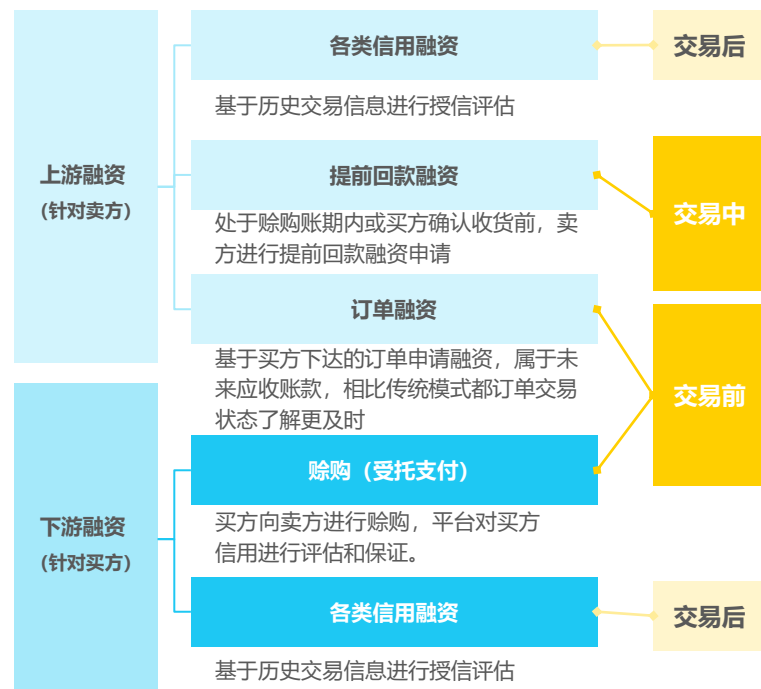 各类信用融资
交易后
基于历史交易信息进行授信评估
上游融资
(针对卖方)
提前回款融资
交易中
处于赊购账期内或买方确认收货前，卖
方进行提前回款融资申请
订单融资
交易前
基于买方下达的订单申请融资，属于未
来应收账款，相比传统模式都订单交易
状态了解更及时
下游融资
(针对买方)
赊购（受托支付）
买方向卖方进行赊购，平台对买方
信用进行评估和保证。
各类信用融资
交易后
基于历史交易信息进行授信评估